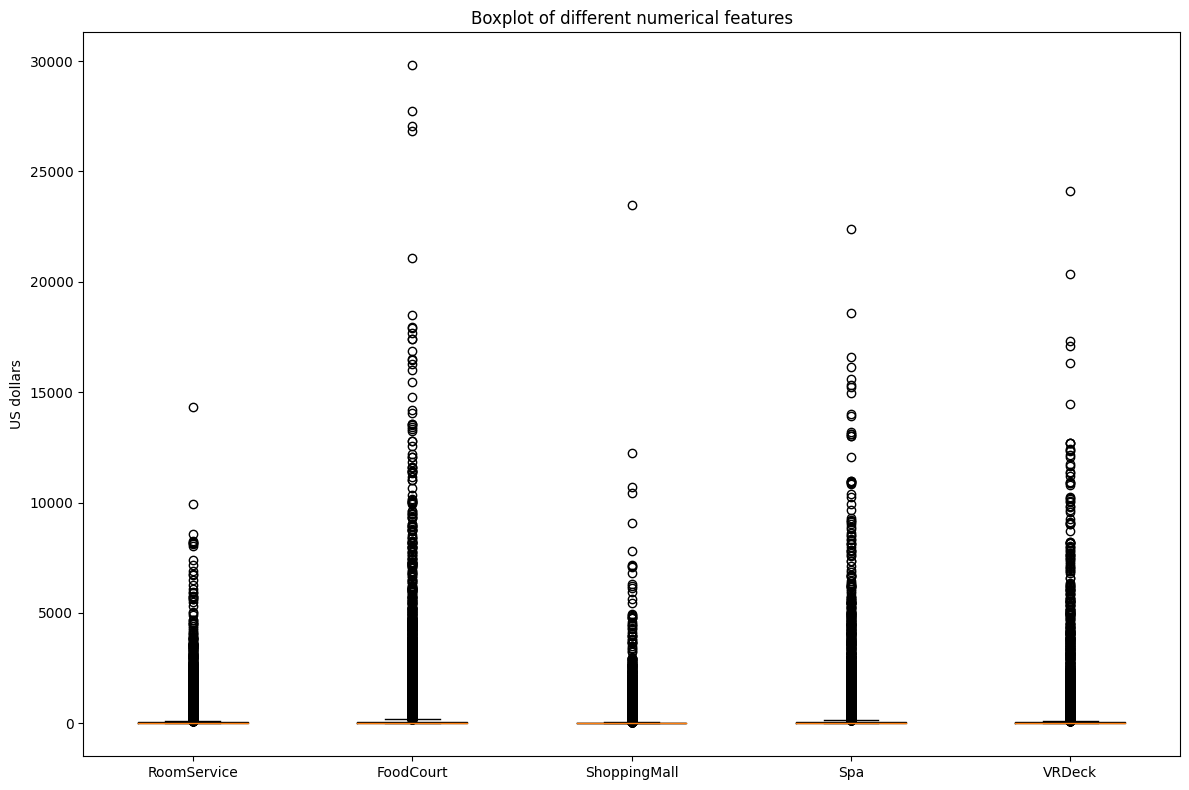 Boxplot of different numerical features
US dollars
30000
25000
20000
15000
10000
5000
0
RoomService FoodCourt ShoppingMall Spa VRDeck